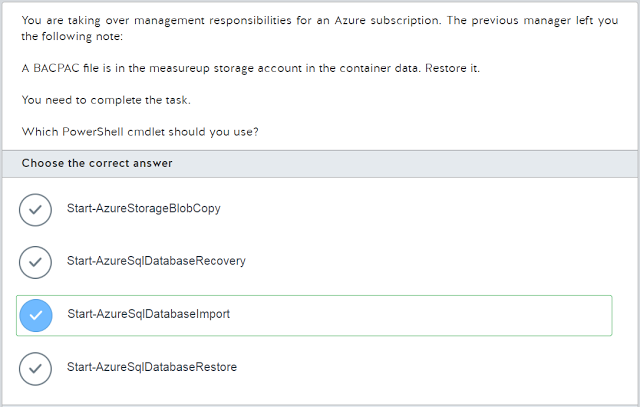 You are taking over management responsibilities for an Azure subscription. The previous manager left you
the following note:
A BACPAC file is in the measureup storage account in the container data. Restore it.
You need to complete the task.
Which PowerShell cmdlet should you use?
Choose the correct answer
Start-AzureStorageBlobCopy
Start-AzureSqlDatabaseRecovery
Start-AzureSqlDatabaseImport
Start-AzureSqlDatabaseRestore